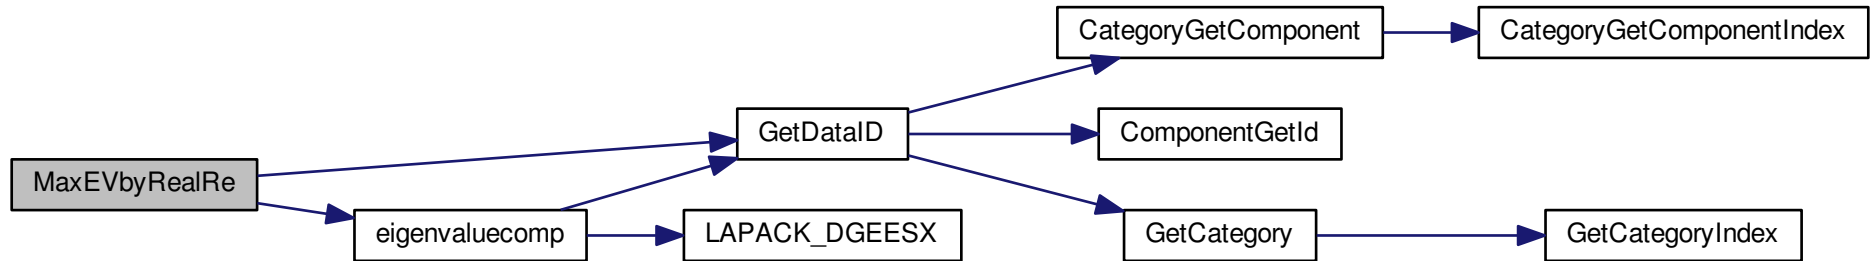 CategoryGetComponent
CategoryGetComponentIndex
GetDataID
ComponentGetId
MaxEVbyRealRe
eigenvaluecomp
LAPACK_DGEESX
GetCategory
GetCategoryIndex